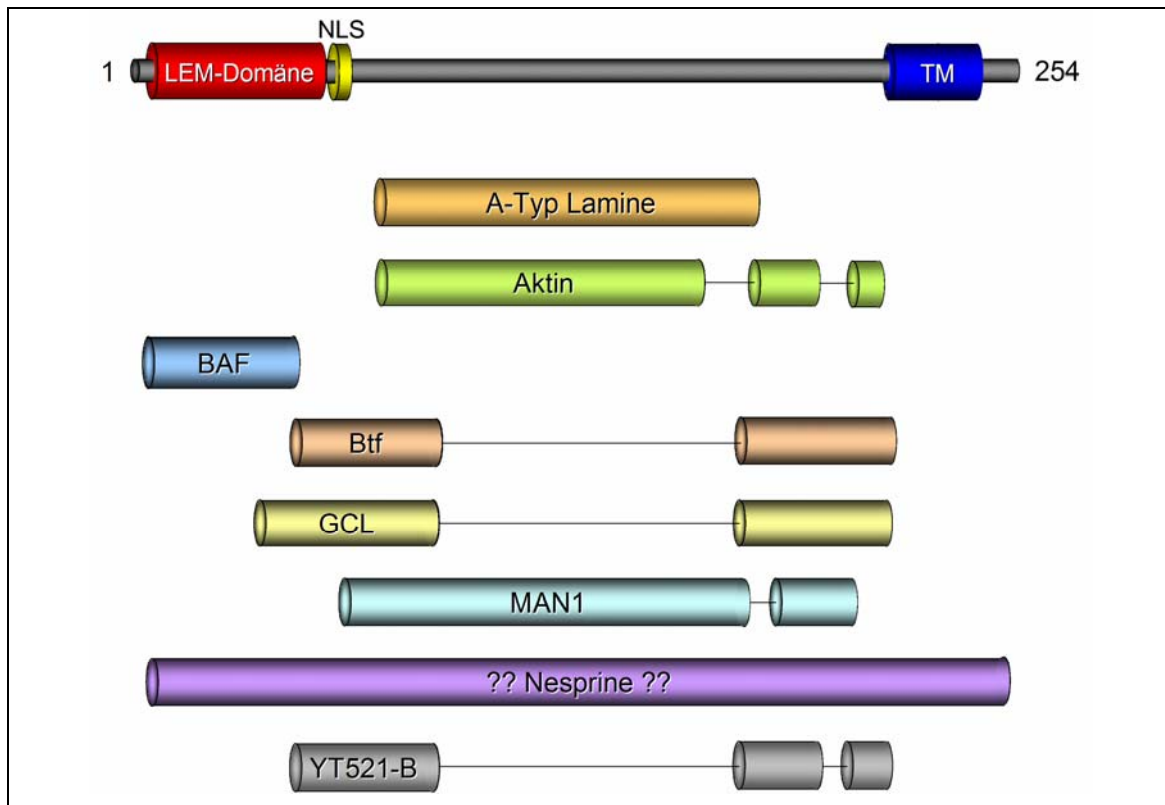 NLS
1 LEM-Domäne TM 254
A-Typ Lamine
Aktin
BAF
Btf
GCL
MAN1
?? Nesprine ??
YT521-B